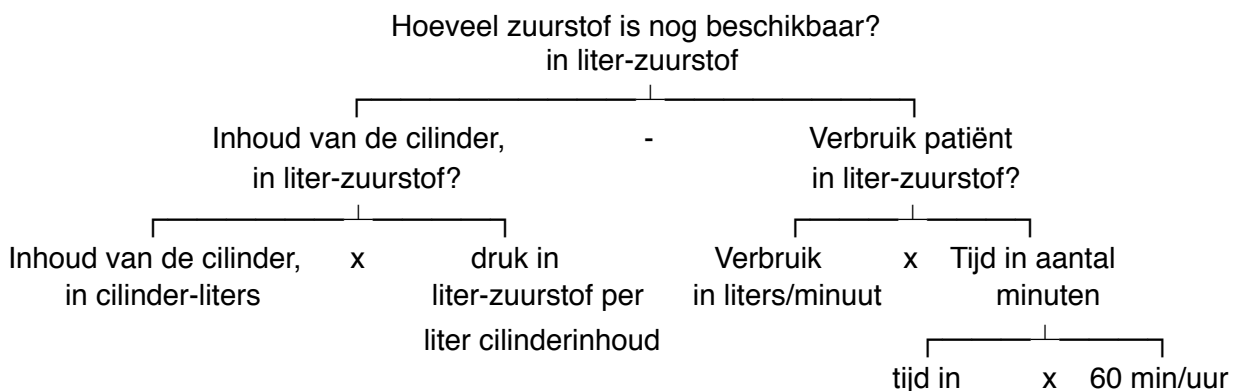 Hoeveel zuurstof is nog beschikbaar?
in liter-zuurstof
Inhoud van de cilinder, - Verbruik patiënt
in liter-zuurstof? in liter-zuurstof?
Inhoud van de cilinder, x druk in Verbruik x Tijd in aantal
in cilinder-liters liter-zuurstof per in liters/minuut minuten
liter cilinderinhoud
tijd in x 60 min/uur